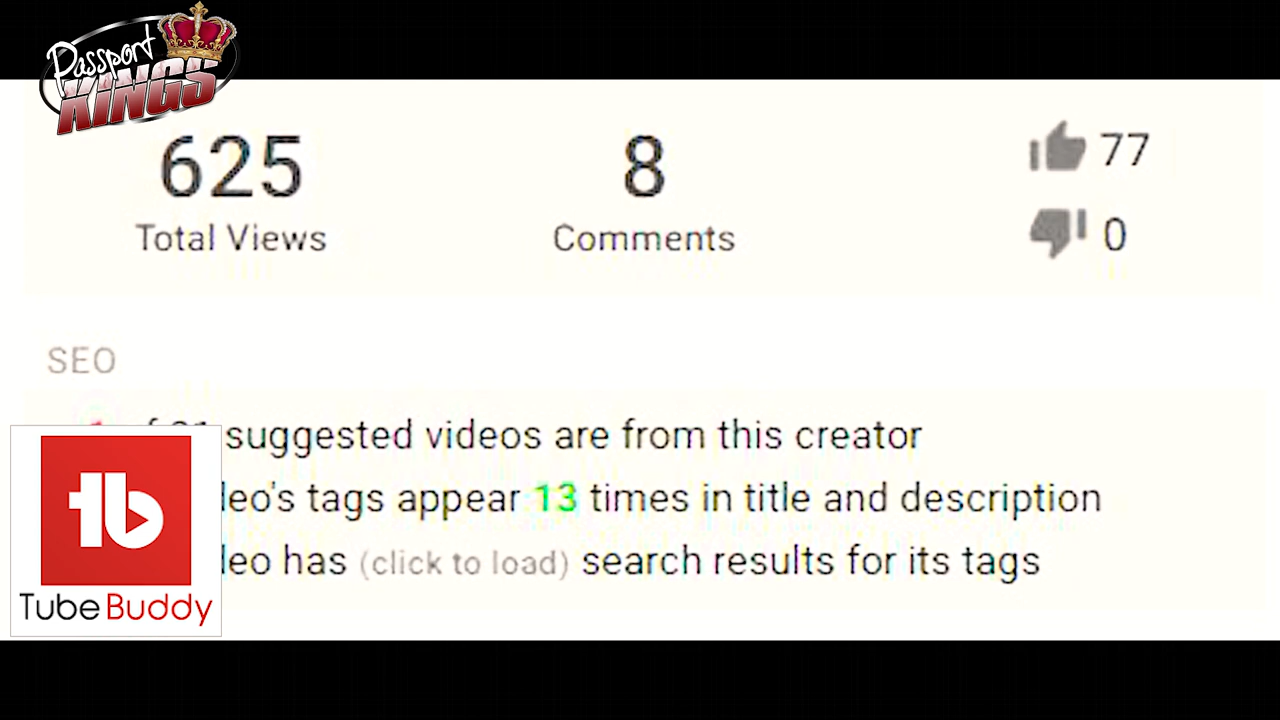 Passport
KINGS
625
8
77
Total Views
Comments
0
SEO
suggested videos are from this creator
leo's tags appear 13 times in title and description
leo has (click to load) search results for its tags
tb
TubeBuddy